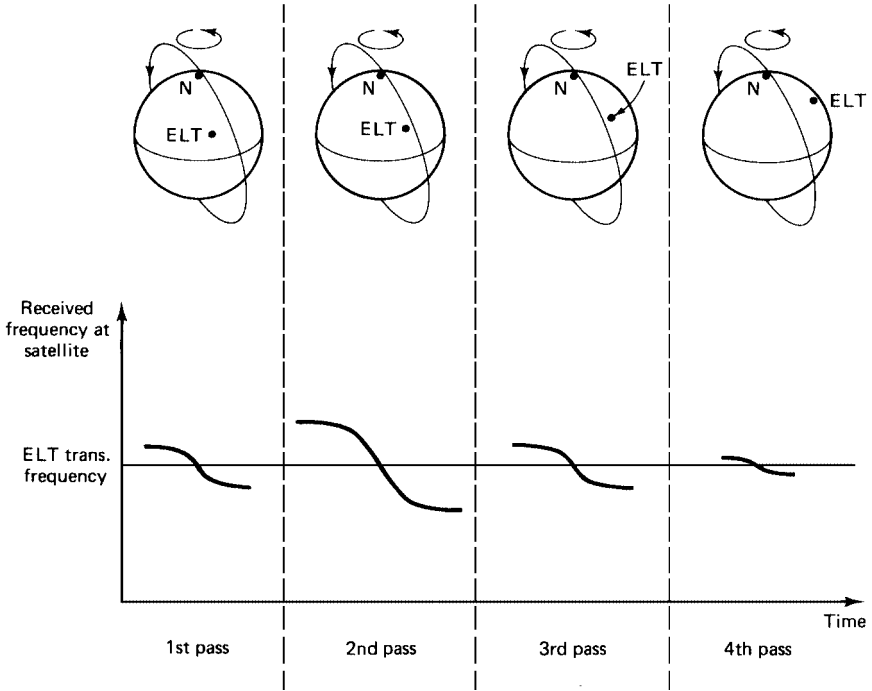 N
ELT
N
ELT
ELT
N
N
ELT
Received
frequency at
satellite
ELT trans.
frequency
Time
1st pass
2nd pass
3rd pass
4th pass